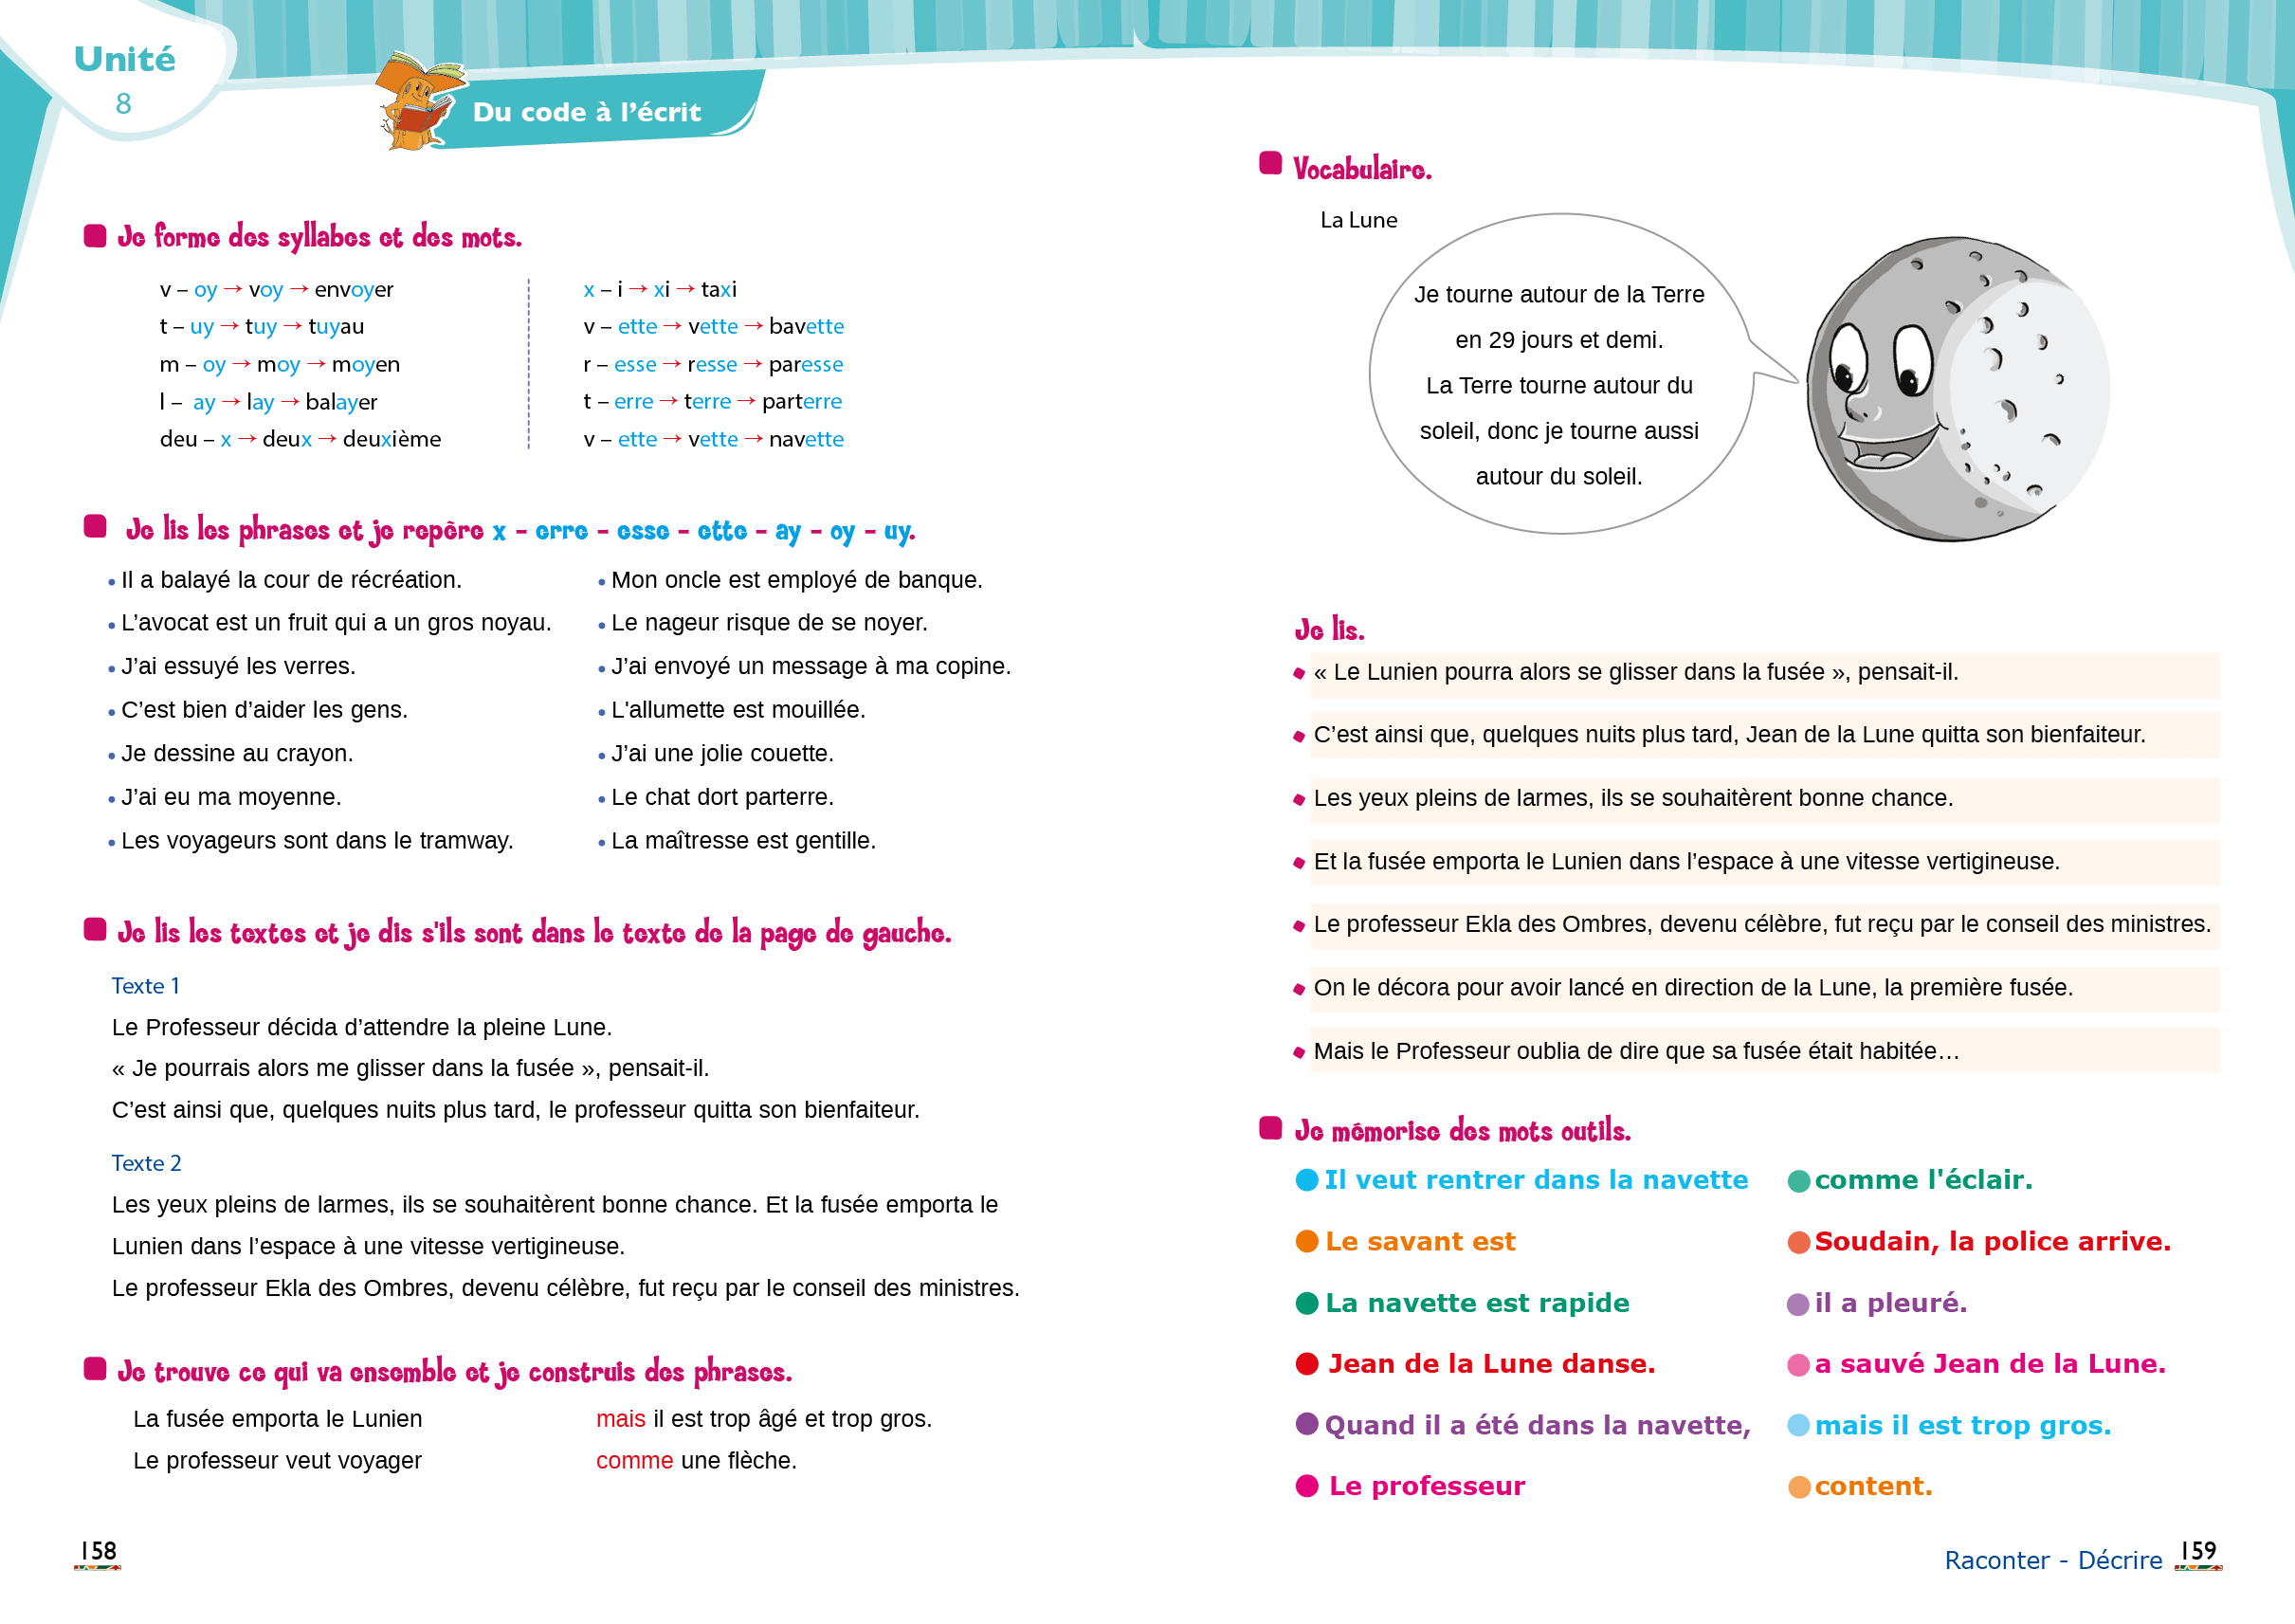 Unité
8
Du code à l’écrit
Je forme des syllabes et des mots.
v – oy → voy → envoyer
t – uy → tuy → tuyau
m – oy → moy → moyen
l – ay → lay → balayer
deu – x → deux → deuxième
x – i → xi → taxi
v – ette → vette → bavette
r – esse → resse → paresse
t – erre → terre → parterre
v – ette → vette → navette
Je lis les phrases et je repère x - erre - esse - ette - ay - oy - uy.
• Il a balayé la cour de récréation.
• L’avocat est un fruit qui a un gros noyau.
• J’ai essuyé les verres.
• C’est bien d’aider les gens.
• Je dessine au crayon.
• J’ai eu ma moyenne.
• Les voyageurs sont dans le tramway.
• Mon oncle est employé de banque.
• Le nageur risque de se noyer.
• J’ai envoyé un message à ma copine.
• L'allumette est mouillée.
• J’ai une jolie couette.
• Le chat dort parterre.
• La maîtresse est gentille.
Je lis les textes et je dis s'ils sont dans le texte de la page de gauche.
Texte 1
Le Professeur décida d’attendre la pleine Lune.
« Je pourrais alors me glisser dans la fusée », pensait-il.
C’est ainsi que, quelques nuits plus tard, le professeur quitta son bienfaiteur.
Texte 2
Les yeux pleins de larmes, ils se souhaitèrent bonne chance. Et la fusée emporta le
Lunien dans l’espace à une vitesse vertigineuse.
Le professeur Ekla des Ombres, devenu célèbre, fut reçu par le conseil des ministres.
Je trouve ce qui va ensemble et je construis des phrases.
La fusée emporta le Lunien
Le professeur veut voyager
mais il est trop âgé et trop gros.
comme une flèche.
158
Vocabulaire.
La Lune
Je tourne autour de la Terre
en 29 jours et demi.
La Terre tourne autour du
soleil, donc je tourne aussi
autour du soleil.
Je lis.
« Le Lunien pourra alors se glisser dans la fusée », pensait-il.
C’est ainsi que, quelques nuits plus tard, Jean de la Lune quitta son bienfaiteur.
Les yeux pleins de larmes, ils se souhaitèrent bonne chance.
Et la fusée emporta le Lunien dans l’espace à une vitesse vertigineuse.
Le professeur Ekla des Ombres, devenu célèbre, fut reçu par le conseil des ministres.
On le décora pour avoir lancé en direction de la Lune, la première fusée.
Mais le Professeur oublia de dire que sa fusée était habitée…
Je mémorise des mots outils.
Il veut rentrer dans la navette
Le savant est
La navette est rapide
Jean de la Lune danse.
Quand il a été dans la navette,
Le professeur
comme l'éclair.
Soudain, la police arrive.
il a pleuré.
a sauvé Jean de la Lune.
mais il est trop gros.
content.
Raconter - Décrire 159